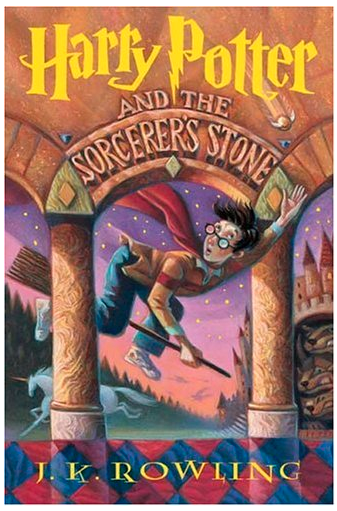 Harry Potter
AND THE
SORCERER'S STONE
J. K. ROWLING